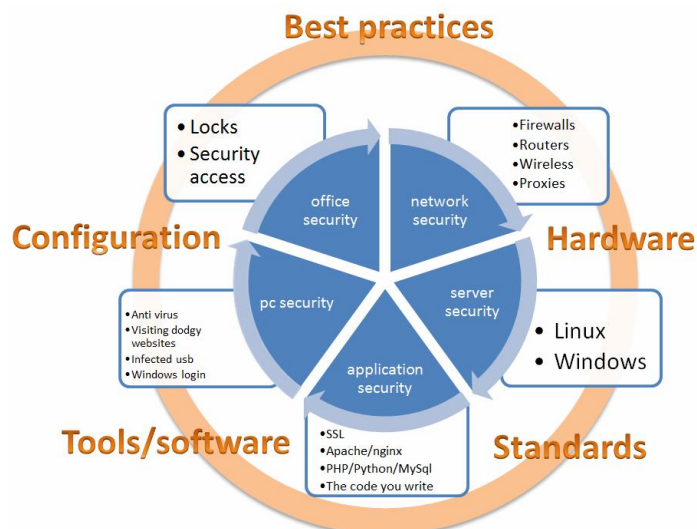 Best practices
• Locks
• Security
access
•Firewalls
•Routers
•Wireless
•Proxies
office
security
network
security
Configuration
Hardware
pc security
server
security
• Anti virus
• Visiting dodgy
websites
• Infected usb
• Windows login
• Linux
• Windows
application
security
Tools/software
•SSL
•Apache/nginx
•PHP/Python/MySql
•The code you write
Standards